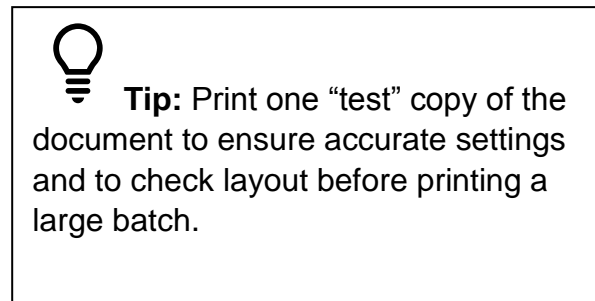 Tip: Print one “test” copy of the
document to ensure accurate settings
and to check layout before printing a
large batch.